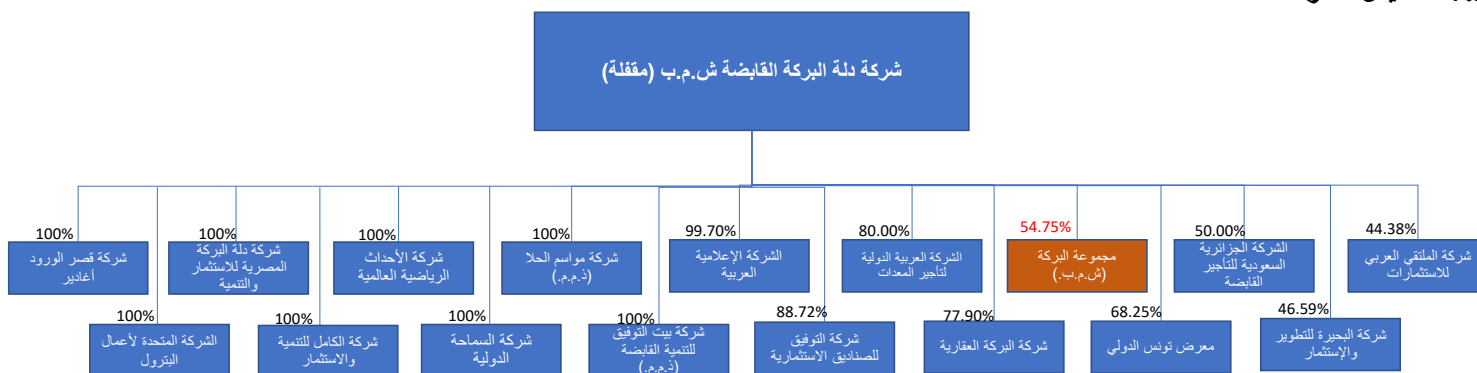 شركة دلة البركة القابضة ش.م.ب (مقفلة)
44.38%
شركة الملتقي العربي
للاستثمارات
50.00%
الشركة الجزائرية
السعودية للتأجير
القابضة
54.75%
مجموعة البركة
(ش.م.ب.)
80.00%
الشركة العربية الدولية
لتأجير المعدات
99.70%
الشركة الإعلامية
العربية
100%
شركة مواسم الحلا
(ذ.م.م.)
100%
شركة الأحداث
الرياضية العالمية
100%
شركة دلة البركة
المصرية للاستثمار
والتنمية
100%
شركة قصر الورود
أغادير
46.59%
شركة البحيرة للتطوير
والإستثمار
68.25%
معرض تونس الدولي
77.90%
شركة البركة العقارية
88.72%
شركة التوفيق
للصناديق الاستثمارية
100%
شركة بيت التوفيق
للتنمية القابضة
(ذ.م.م.)
100%
شركة السماحة
الدولية
100%
شركة الكامل للتنمية
والاستثمار
100%
الشركة المتحدة لأعمال
البترول